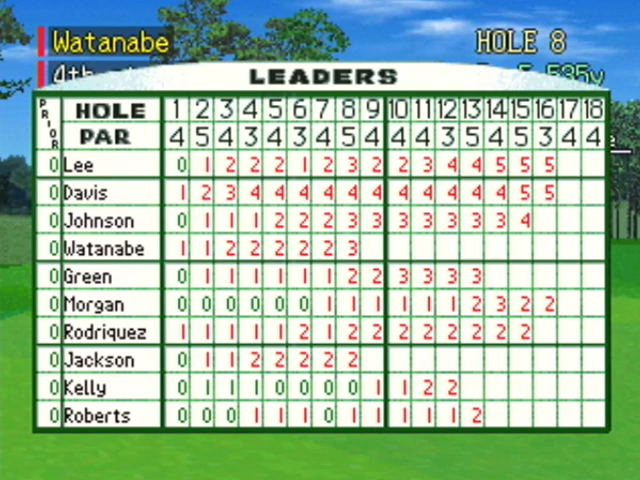 Watanabe HOLE 8
LEADERS
PRIOR HOLE 1 2 3 4 5 6 7 8 9 10 11 12 13 14 15 16 17 18
PAR 4 5 4 3 4 4 3 4 5 4 4 4 3 5 4 5 3 4 4
0 Lee 0 1 2 2 2 1 2 3 2 2 3 4 4 5 5 5
0 Davis 1 2 3 4 4 4 4 4 4 4 4 4 4 4 5 5
0 Johnson 0 1 1 1 2 2 2 3 3 3 3 3 3 3 4
0 Watanabe 1 1 2 2 2 2 2 3
0 Green 0 1 1 1 1 1 1 2 2 3 3 3 3
0 Morgan 0 0 0 0 0 0 1 1 1 1 1 1 2 3 2 2
0 Rodriquez 1 1 1 1 1 2 1 2 2 2 2 2 2 2 2
0 Jackson 0 1 1 2 2 2 2 2
0 Kelly 0 1 1 1 0 0 0 0 1 1 2 2
0 Roberts 0 0 0 1 1 1 0 1 1 1 1 1 2